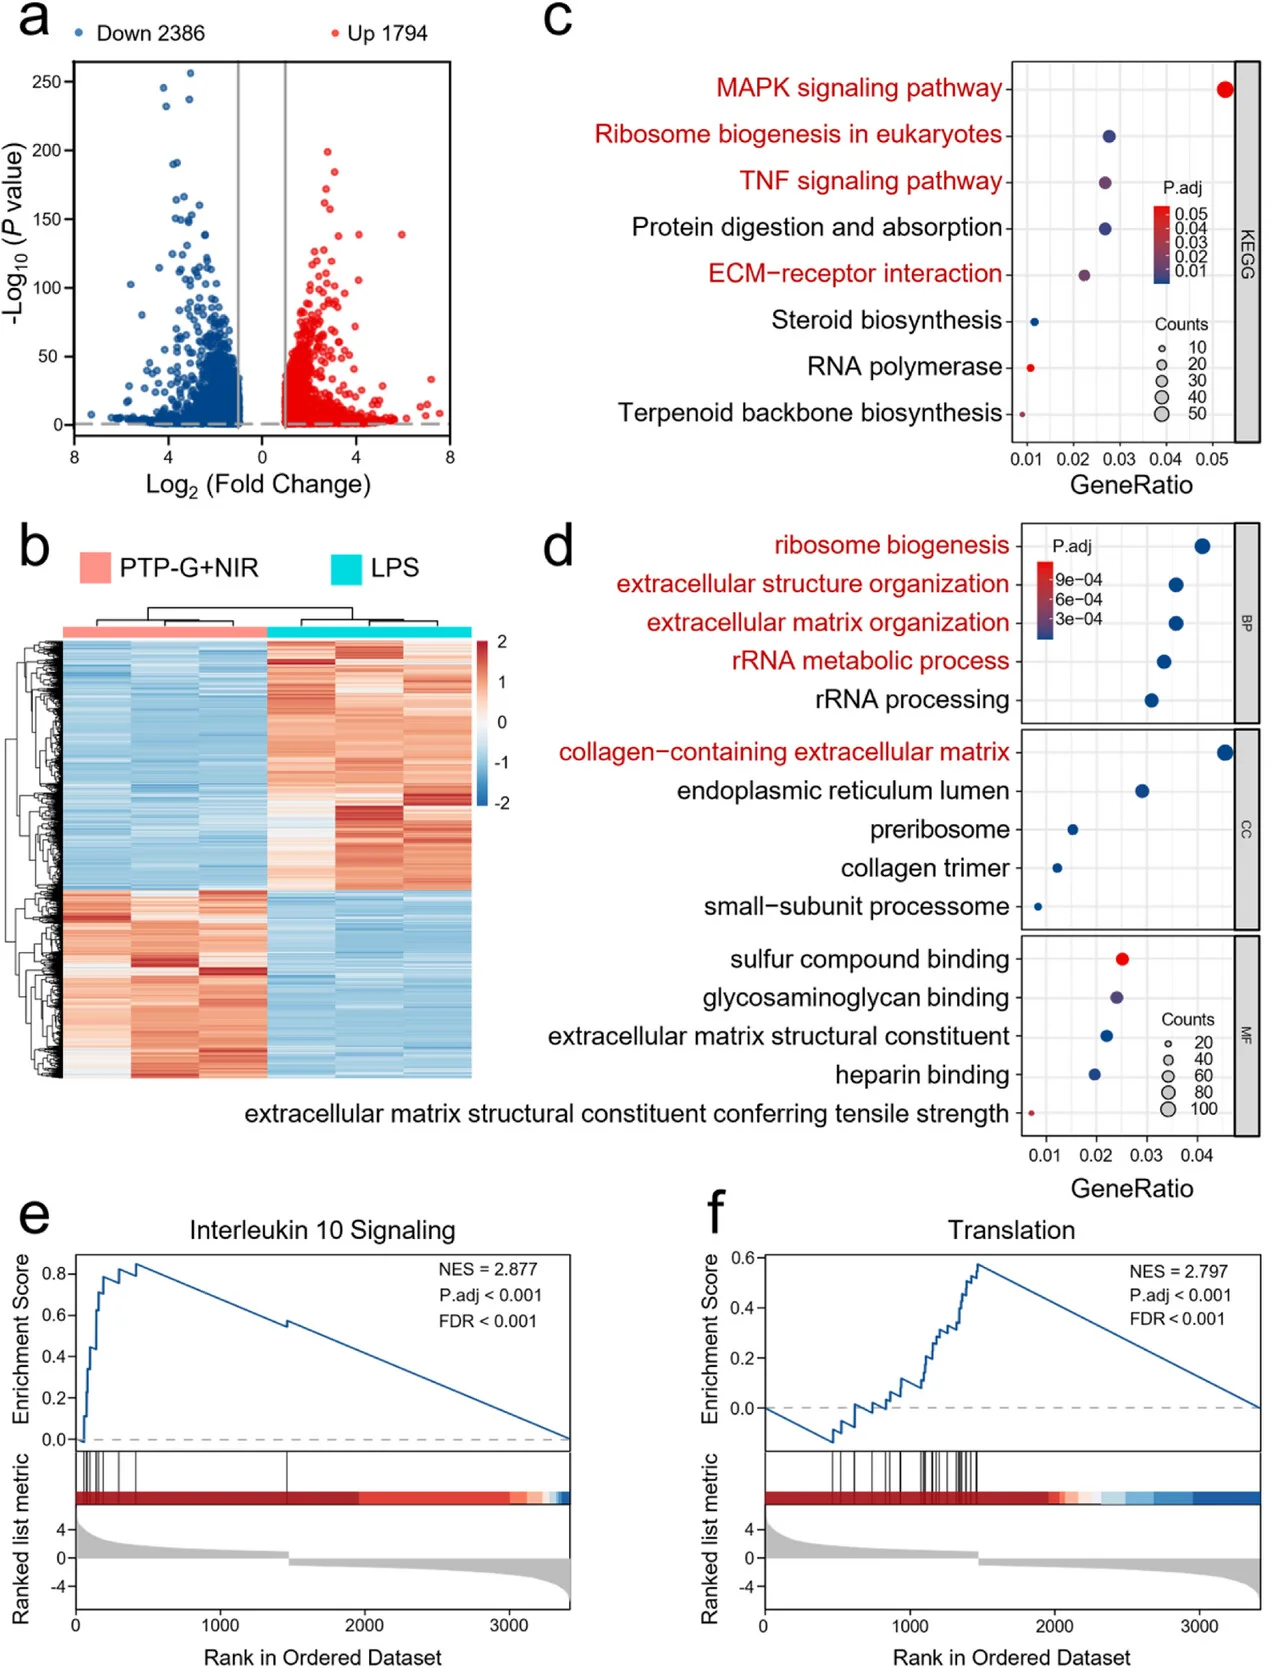 a
Down 2386
Up 1794
-Log10 (P value)
250
200
150
100
50
0
8
4
0
4
8
Log2 (Fold Change)
c
MAPK signaling pathway
Ribosome biogenesis in eukaryotes
TNF signaling pathway
Protein digestion and absorption
ECM−receptor interaction
Steroid biosynthesis
RNA polymerase
Terpenoid backbone biosynthesis
P.adj
0.05
0.04
0.03
0.02
0.01
Counts
10
20
30
40
50
KEGG
0.01 0.02 0.03 0.04 0.05
GeneRatio
b
PTP-G+NIR
LPS
2
1
0
-1
-2
d
ribosome biogenesis
extracellular structure organization
extracellular matrix organization
rRNA metabolic process
rRNA processing
P.adj
9e−04
6e−04
3e−04
BP
collagen−containing extracellular matrix
endoplasmic reticulum lumen
preribosome
collagen trimer
small−subunit processome
CC
sulfur compound binding
glycosaminoglycan binding
extracellular matrix structural constituent
heparin binding
extracellular matrix structural constituent conferring tensile strength
Counts
20
40
60
80
100
MF
0.01 0.02 0.03 0.04
GeneRatio
e
Interleukin 10 Signaling
Enrichment Score
0.8
0.6
0.4
0.2
0.0
NES = 2.877
P.adj < 0.001
FDR < 0.001
Ranked list metric
4
0
-4
0 1000 2000 3000
Rank in Ordered Dataset
f
Translation
Enrichment Score
0.6
0.4
0.2
0.0
NES = 2.797
P.adj < 0.001
FDR < 0.001
Ranked list metric
4
0
-4
0 1000 2000 3000
Rank in Ordered Dataset